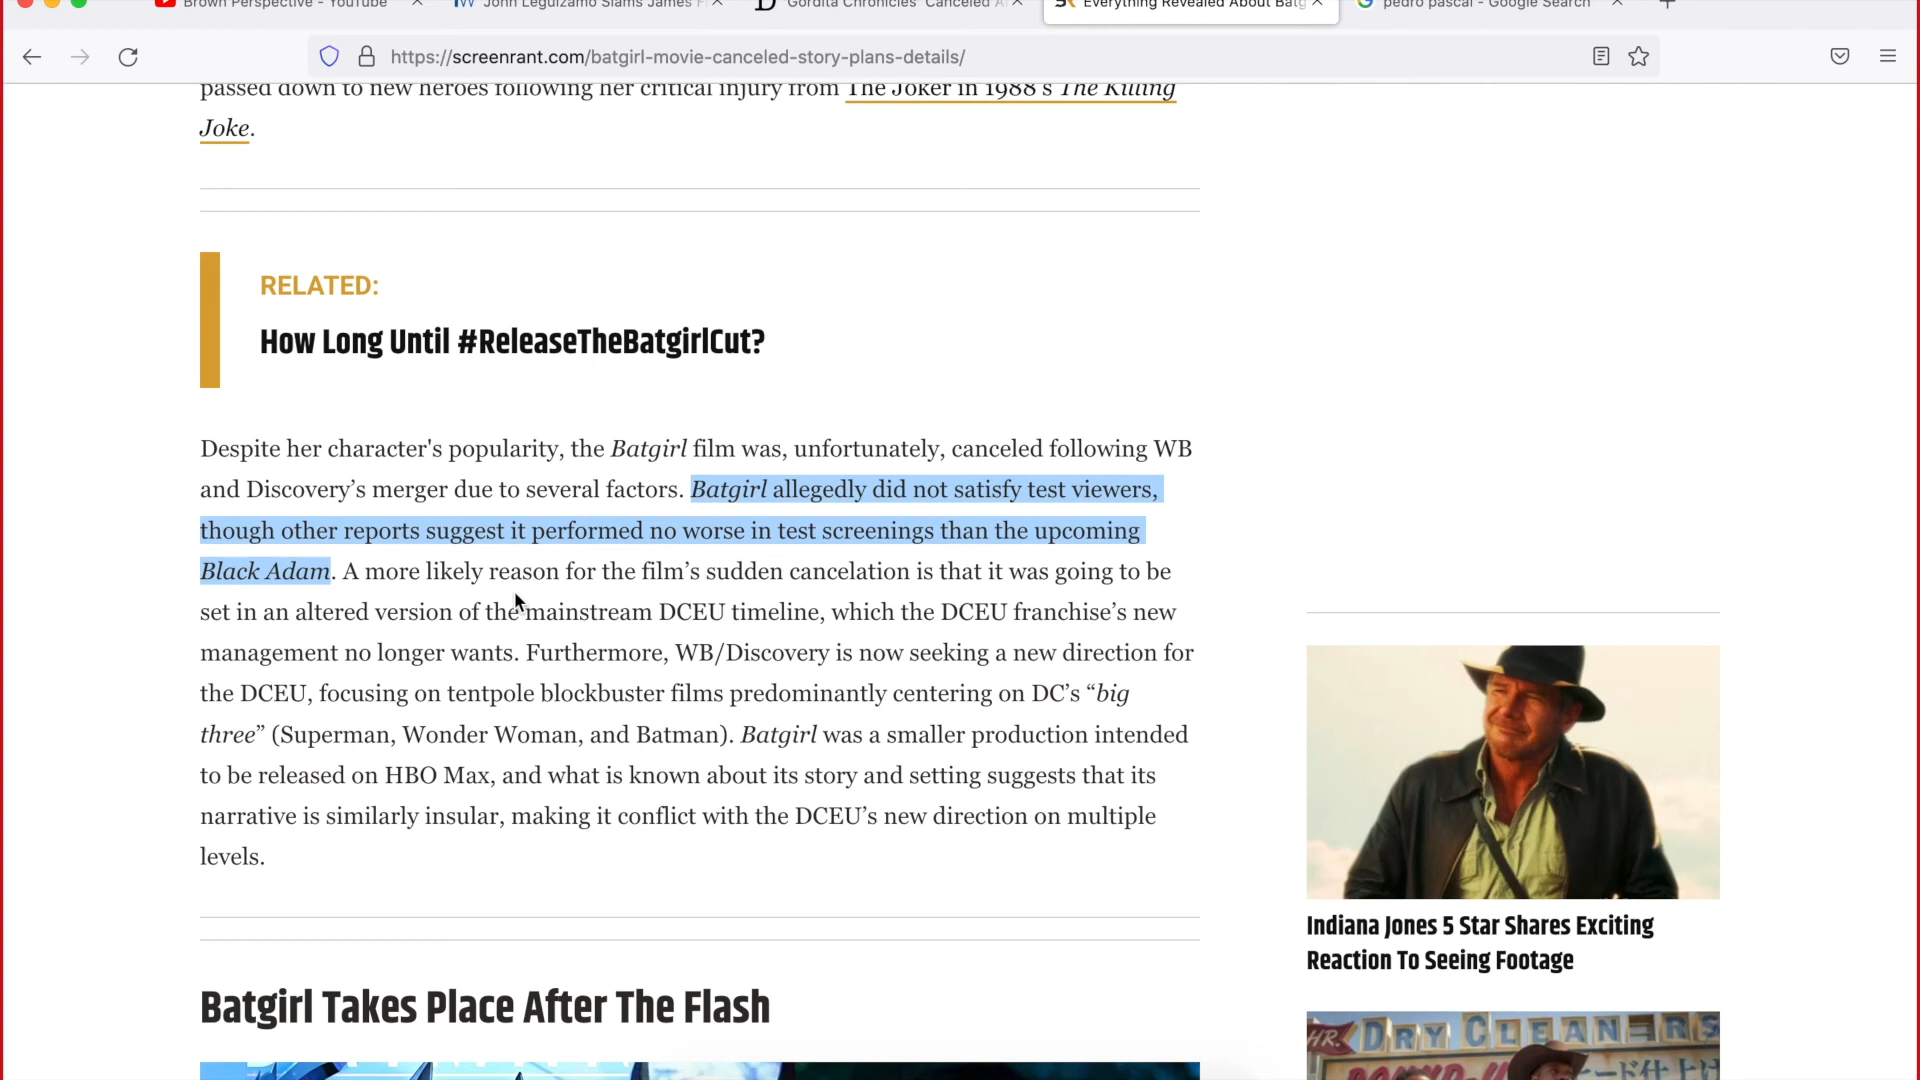 Brown Perspective - YouTube
John Leguizamo Slams James Fr
'Gordita Chronicles' Canceled A
Everything Revealed About Batg
pedro pascal - Google Search
https://screenrant.com/batgirl-movie-canceled-story-plans-details/
passed down to new heroes following her critical injury from The Joker in 1988's The Killing
Joke.
RELATED:
How Long Until #ReleaseTheBatgirlCut?
Despite her character's popularity, the Batgirl film was, unfortunately, canceled following WB
and Discovery’s merger due to several factors. Batgirl allegedly did not satisfy test viewers,
though other reports suggest it performed no worse in test screenings than the upcoming
Black Adam. A more likely reason for the film’s sudden cancelation is that it was going to be
set in an altered version of the mainstream DCEU timeline, which the DCEU franchise’s new
management no longer wants. Furthermore, WB/Discovery is now seeking a new direction for
the DCEU, focusing on tentpole blockbuster films predominantly centering on DC’s “big
three” (Superman, Wonder Woman, and Batman). Batgirl was a smaller production intended
to be released on HBO Max, and what is known about its story and setting suggests that its
narrative is similarly insular, making it conflict with the DCEU’s new direction on multiple
levels.
Batgirl Takes Place After The Flash
Indiana Jones 5 Star Shares Exciting
Reaction To Seeing Footage
HR. DRY CLEANERS